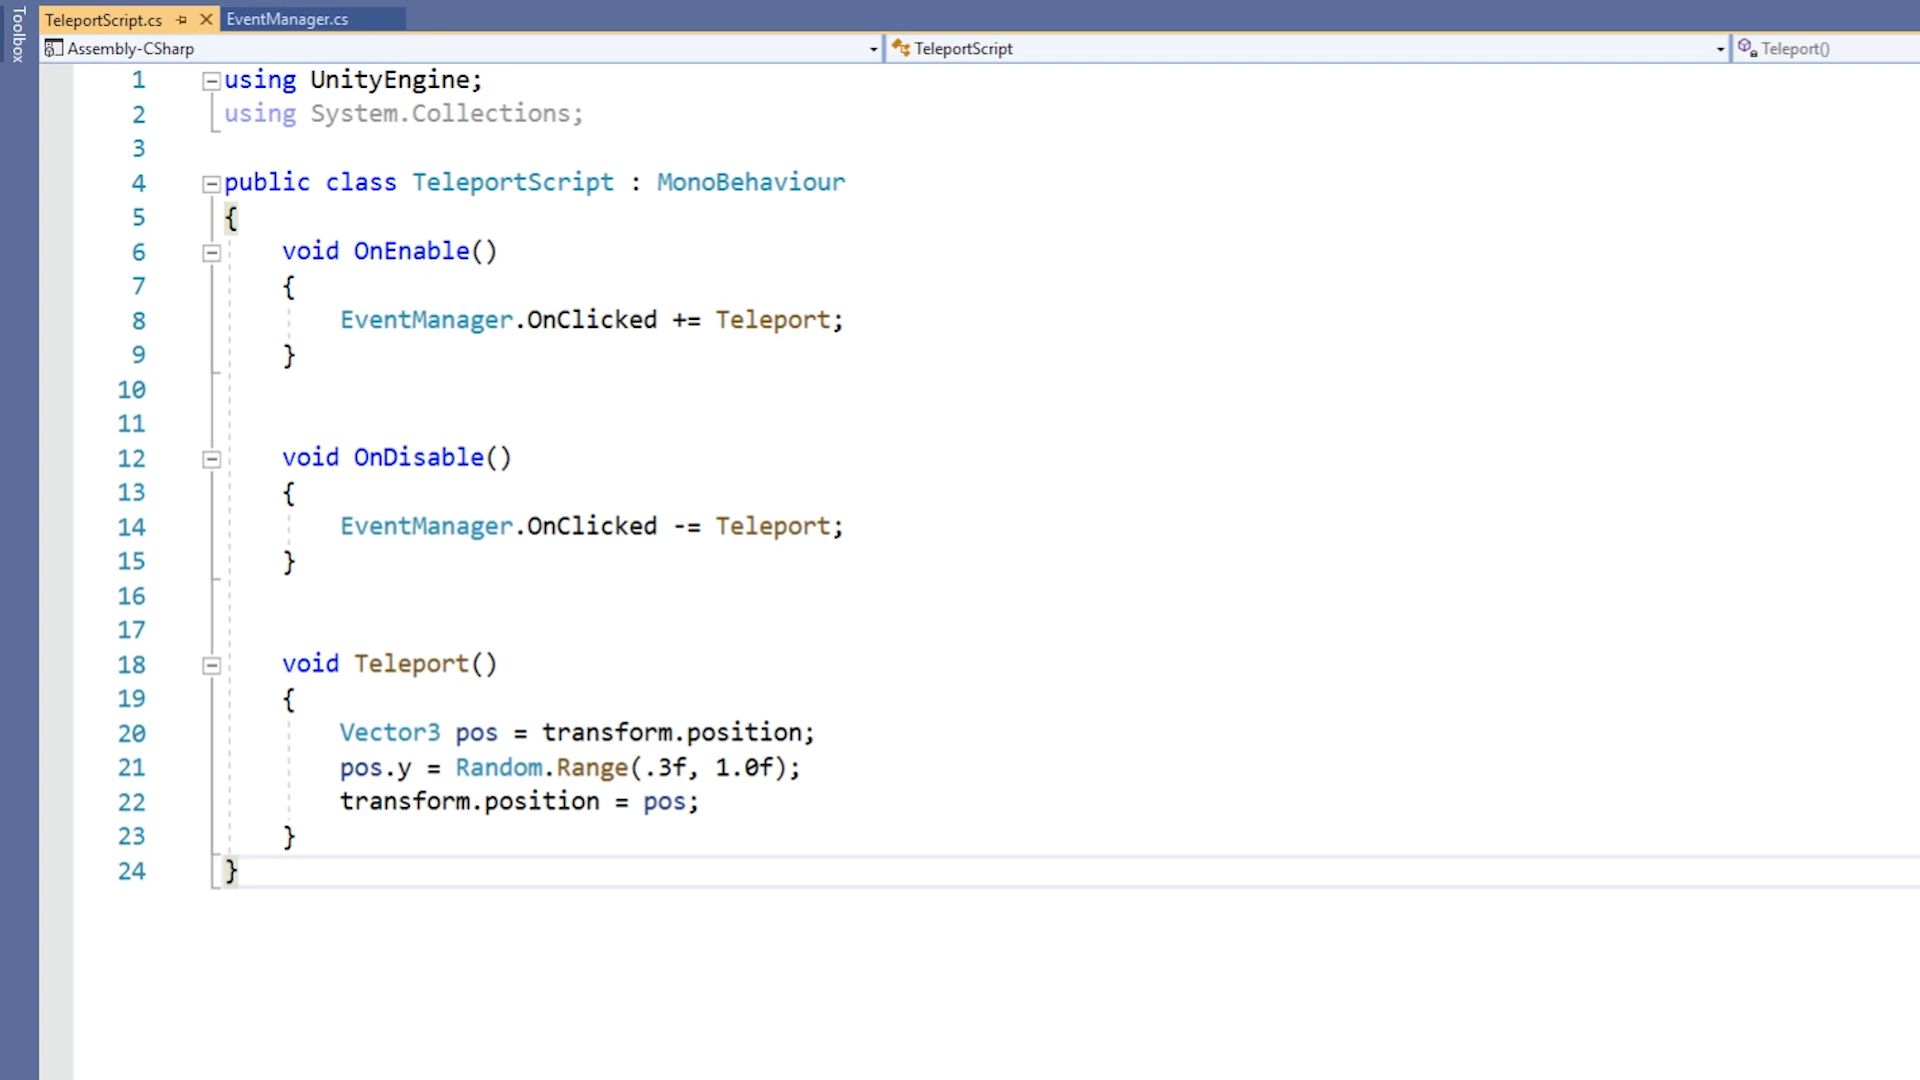 Toolbox
TeleportScript.cs EventManager.cs
Assembly-CSharp TeleportScript Teleport()
1 using UnityEngine;
2 using System.Collections;
3
4 public class TeleportScript : MonoBehaviour
5 {
6 void OnEnable()
7 {
8 EventManager.OnClicked += Teleport;
9 }
10
11
12 void OnDisable()
13 {
14 EventManager.OnClicked -= Teleport;
15 }
16
17
18 void Teleport()
19 {
20 Vector3 pos = transform.position;
21 pos.y = Random.Range(.3f, 1.0f);
22 transform.position = pos;
23 }
24 }